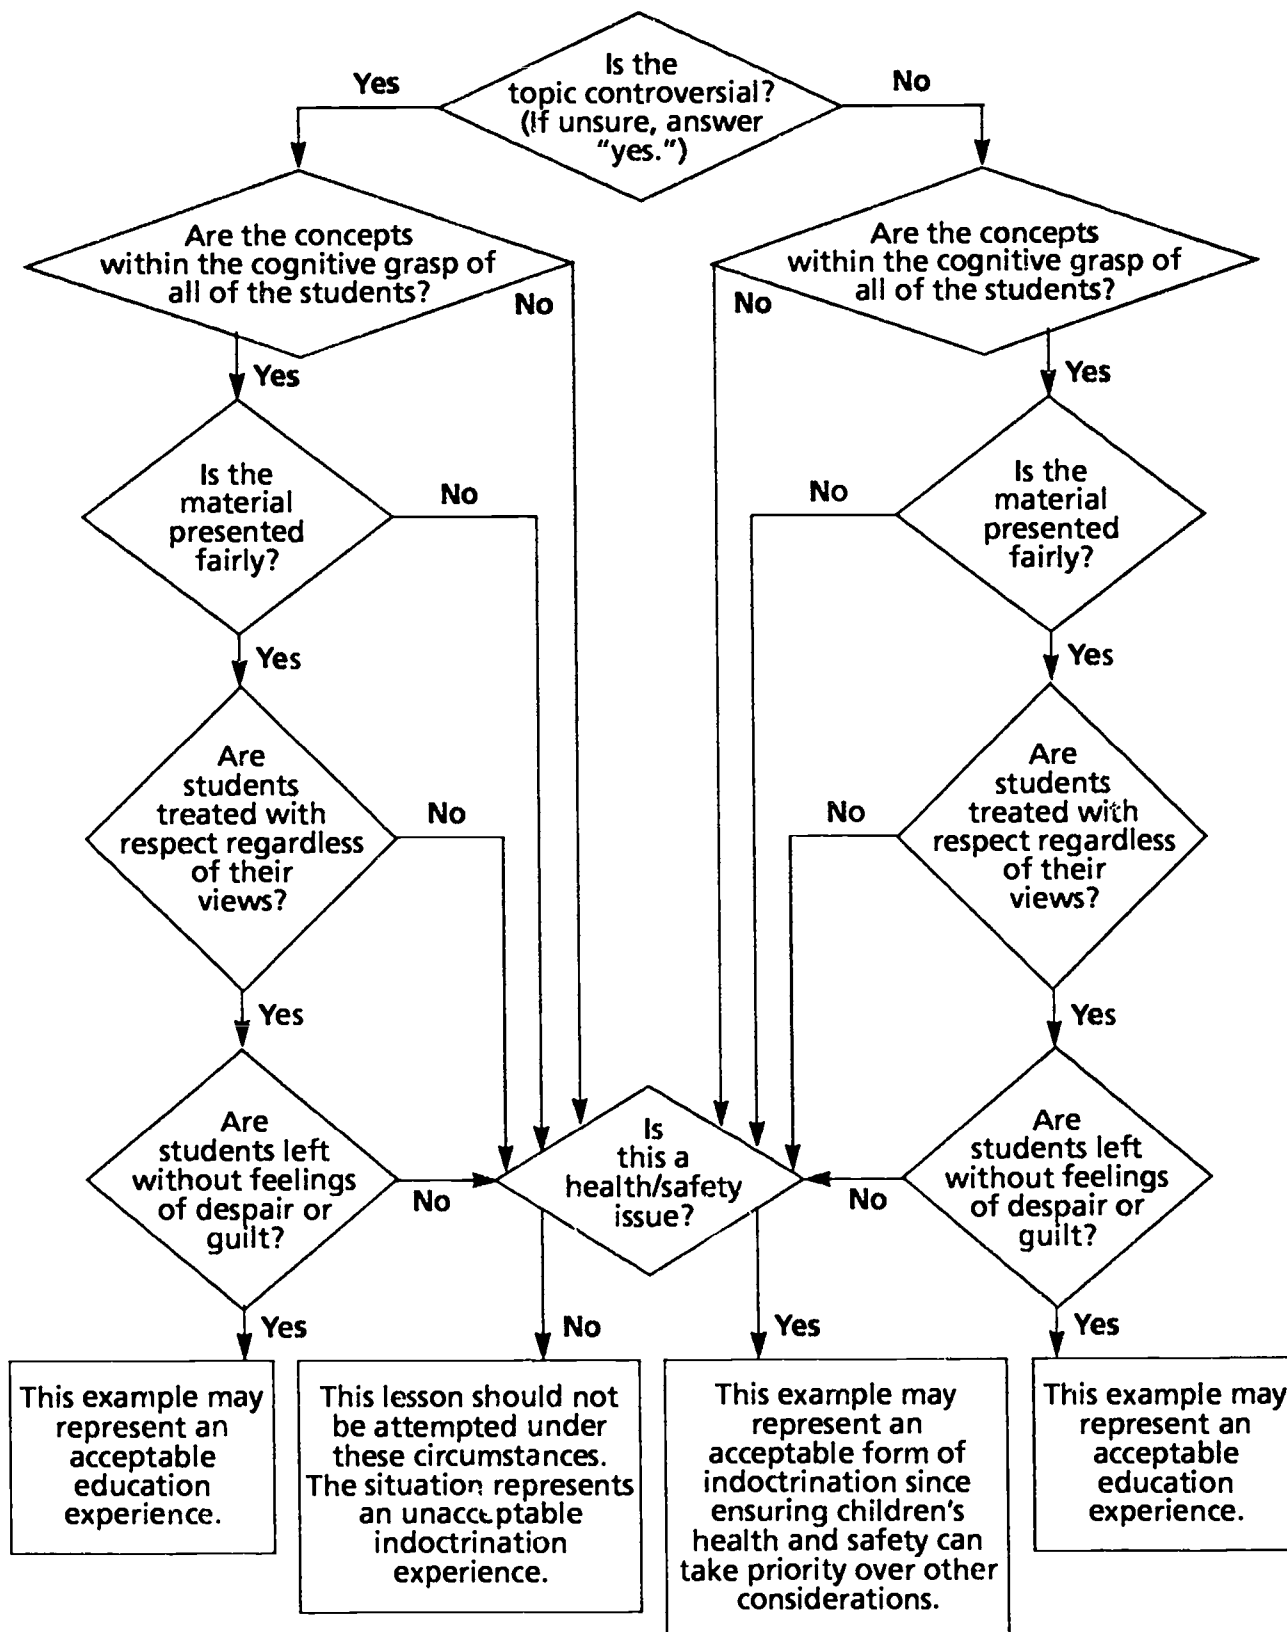 Is the
topic controversial?
(If unsure, answer
“yes.”)
Yes
No
Are the concepts
within the cognitive grasp of
all of the students?
No
Yes
Are the concepts
within the cognitive grasp of
all of the students?
No
Yes
Is the
material
presented
fairly?
No
Yes
Is the
material
presented
fairly?
No
Yes
Are
students
treated with
respect regardless
of their
views?
No
Yes
Are
students
treated with
respect regardless
of their
views?
No
Yes
Are
students left
without feelings
of despair or
guilt?
No
Yes
Is
this a
health/safety
issue?
No
Yes
Are
students left
without feelings
of despair or
guilt?
No
Yes
This example may
represent an
acceptable
education
experience.
This lesson should not
be attempted under
these circumstances.
The situation represents
an unacceptable
indoctrination
experience.
This example may
represent an
acceptable form of
indoctrination since
ensuring children's
health and safety can
take priority over other
considerations.
This example may
represent an
acceptable
education
experience.